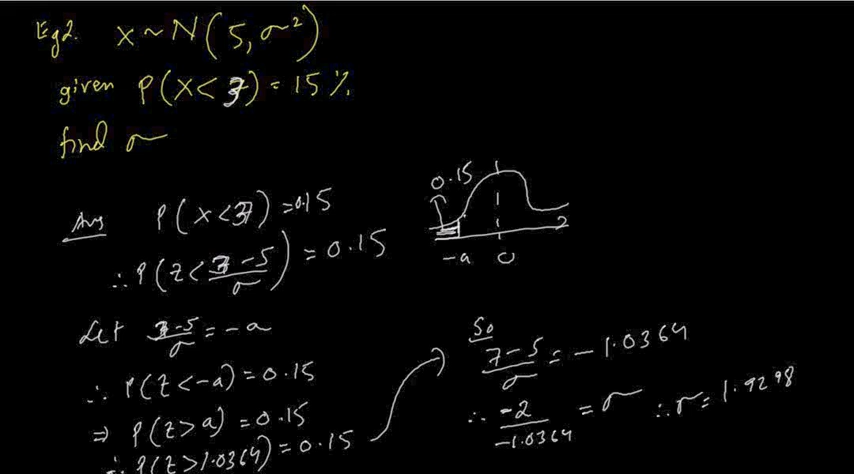 Eg2. X ~ N(5, σ²)
given P(X < 3) = 15%
find σ
Ans P(X < 3) = 0.15
∴ P(Z < (3-5)/σ) = 0.15
Let (3-5)/σ = -a
∴ P(Z < -a) = 0.15
⇒ P(Z > a) = 0.15
∴ P(Z > 1.0364) = 0.15
0.15
-a 0 Z
So
(7-5)/σ = -1.0364
∴ -2/-1.0364 = σ ∴ σ = 1.9298